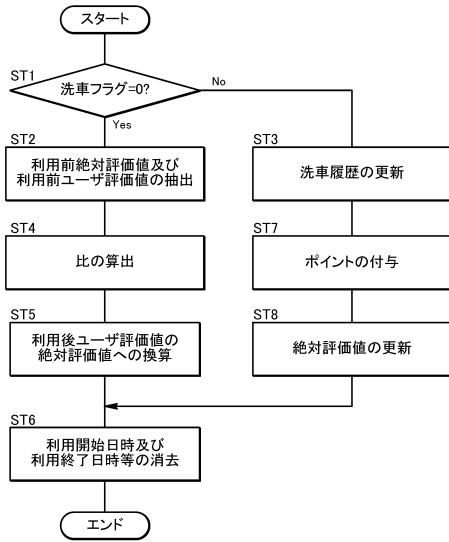 スタート
ST1
洗車フラグ=0?
No
Yes
ST2
利用前絶対評価値及び
利用前ユーザ評価値の抽出
ST3
洗車履歴の更新
ST4
比の算出
ST7
ポイントの付与
ST5
利用後ユーザ評価値の
絶対評価値への換算
ST8
絶対評価値の更新
ST6
利用開始日時及び
利用終了日時等の消去
エンド